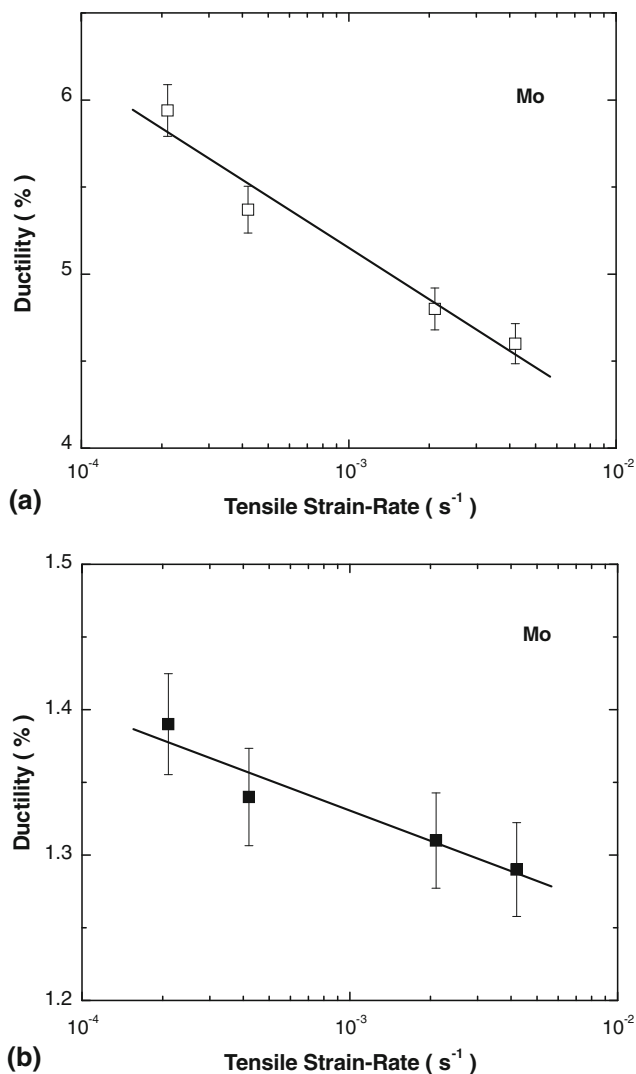 6
5
4
Ductility ( % )
Mo
10⁻⁴
10⁻³
10⁻²
(a)
Tensile Strain-Rate ( s⁻¹ )
1.5
1.4
1.3
1.2
Ductility ( % )
Mo
10⁻⁴
10⁻³
10⁻²
(b)
Tensile Strain-Rate ( s⁻¹ )